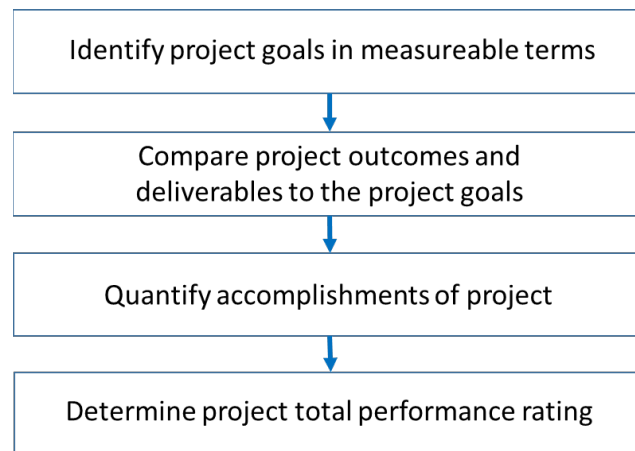 Identify project goals in measureable terms
Compare project outcomes and
deliverables to the project goals
Quantify accomplishments of project
Determine project total performance rating